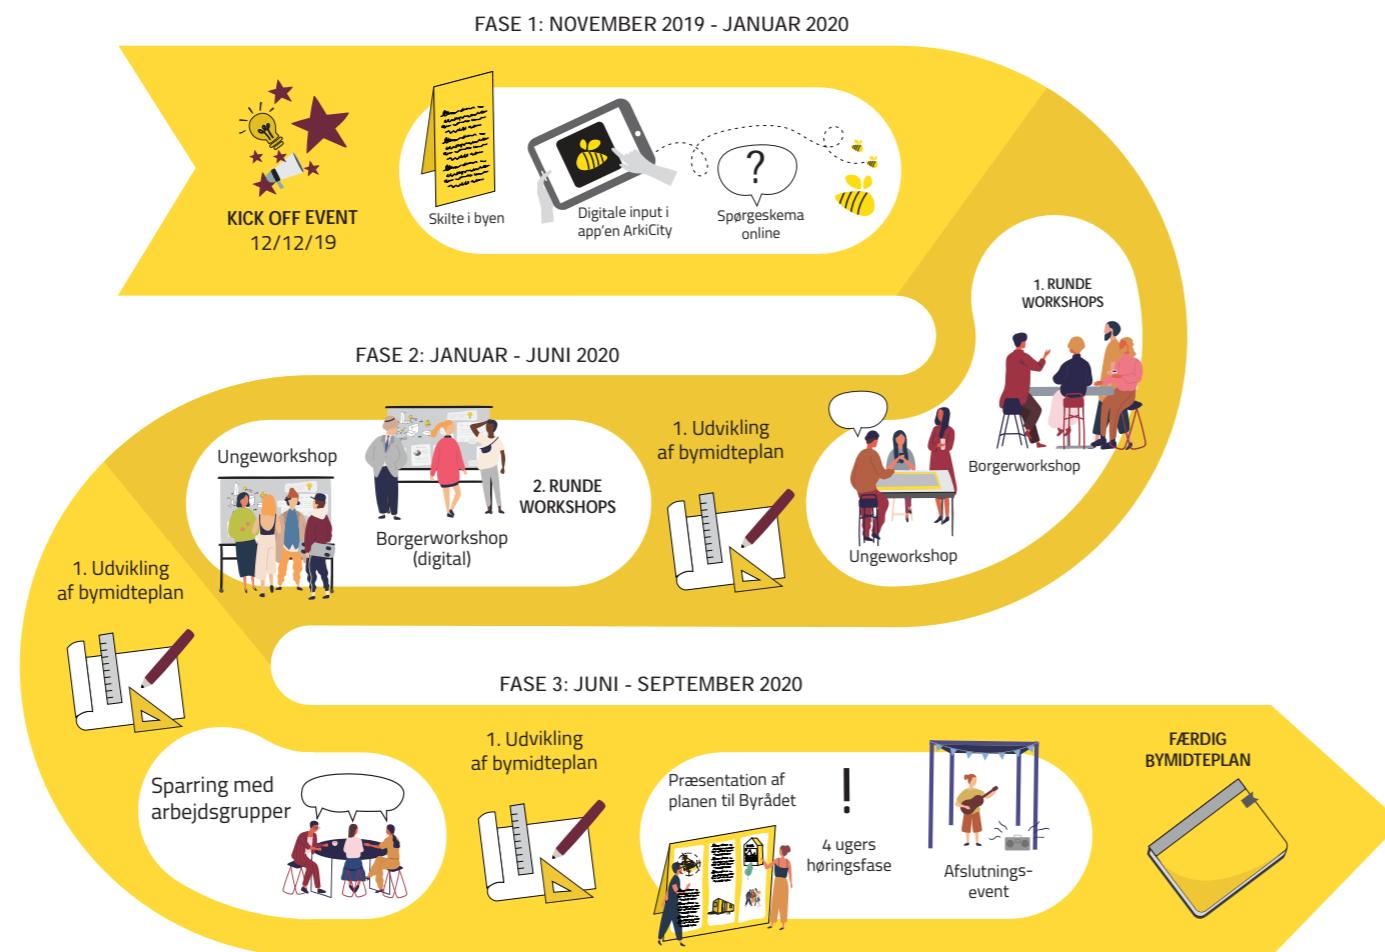 FASE 1: NOVEMBER 2019 - JANUAR 2020
KICK OFF EVENT
12/12/19
Skilte i byen
Digitale input i
app'en ArkiCity
?
Spørgeskema
online
1. RUNDE
WORKSHOPS
Borgerworkshop
Ungeworkshop
FASE 2: JANUAR - JUNI 2020
1. Udvikling
af bymidteplan
2. RUNDE
WORKSHOPS
Borgerworkshop
(digital)
Ungeworkshop
1. Udvikling
af bymidteplan
FASE 3: JUNI - SEPTEMBER 2020
Sparring med
arbejdsgrupper
1. Udvikling
af bymidteplan
Præsentation af
planen til Byrådet
!
4 ugers
høringsfase
Afslutnings-
event
FÆRDIG
BYMIDTEPLAN